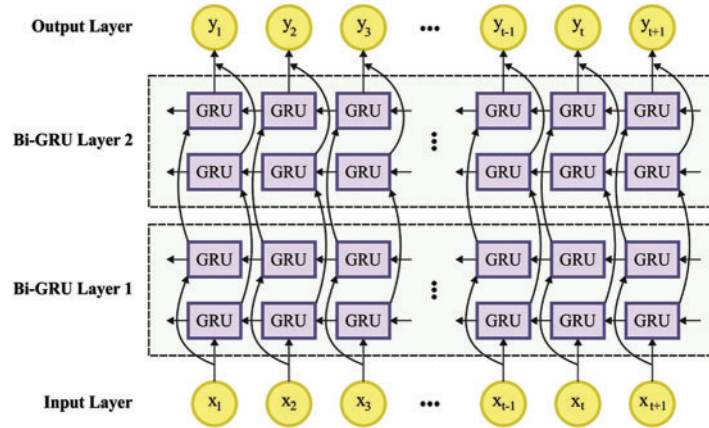 Output Layer y₁ y₂ y₃ ••• yₜ₋₁ yₜ yₜ₊₁
GRU GRU GRU GRU GRU GRU
Bi-GRU Layer 2
GRU GRU GRU GRU GRU GRU
GRU GRU GRU GRU GRU GRU
Bi-GRU Layer 1
GRU GRU GRU GRU GRU GRU
Input Layer x₁ x₂ x₃ ••• xₜ₋₁ xₜ xₜ₊₁